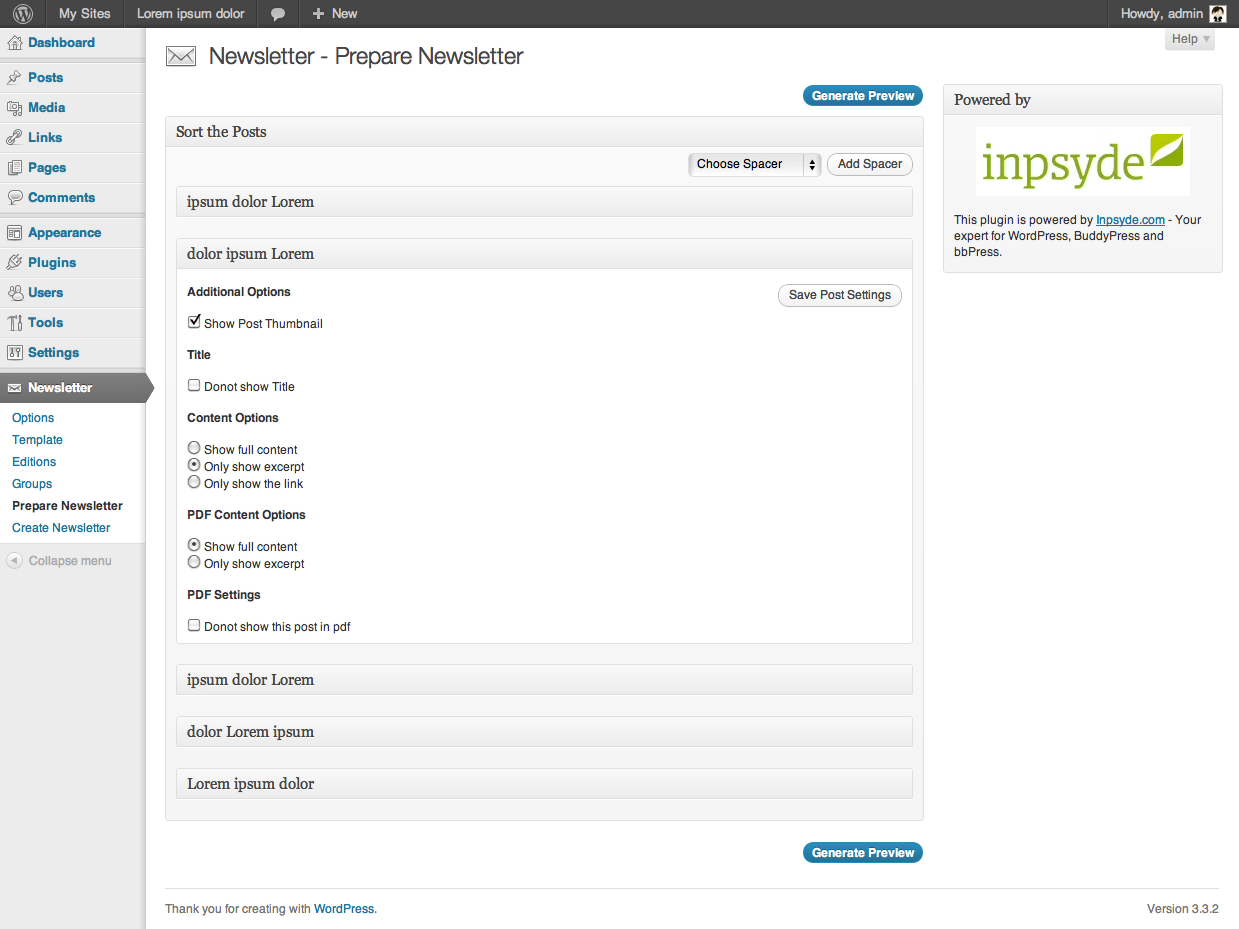 My Sites
Lorem ipsum dolor
New
Howdy, admin
Help
Dashboard
Posts
Media
Links
Pages
Comments
Appearance
Plugins
Users
Tools
Settings
Newsletter
Options
Template
Editions
Groups
Prepare Newsletter
Create Newsletter
Collapse menu
Newsletter - Prepare Newsletter
Generate Preview
Sort the Posts
Choose Spacer
Add Spacer
ipsum dolor Lorem
dolor ipsum Lorem
Additional Options
Save Post Settings
Show Post Thumbnail
Title
Donot show Title
Content Options
Show full content
Only show excerpt
Only show the link
PDF Content Options
Show full content
Only show excerpt
PDF Settings
Donot show this post in pdf
ipsum dolor Lorem
dolor Lorem ipsum
Lorem ipsum dolor
Generate Preview
Powered by
inpsyde
This plugin is powered by Inpsyde.com - Your
expert for WordPress, BuddyPress and
bbPress.
Thank you for creating with WordPress.
Version 3.3.2